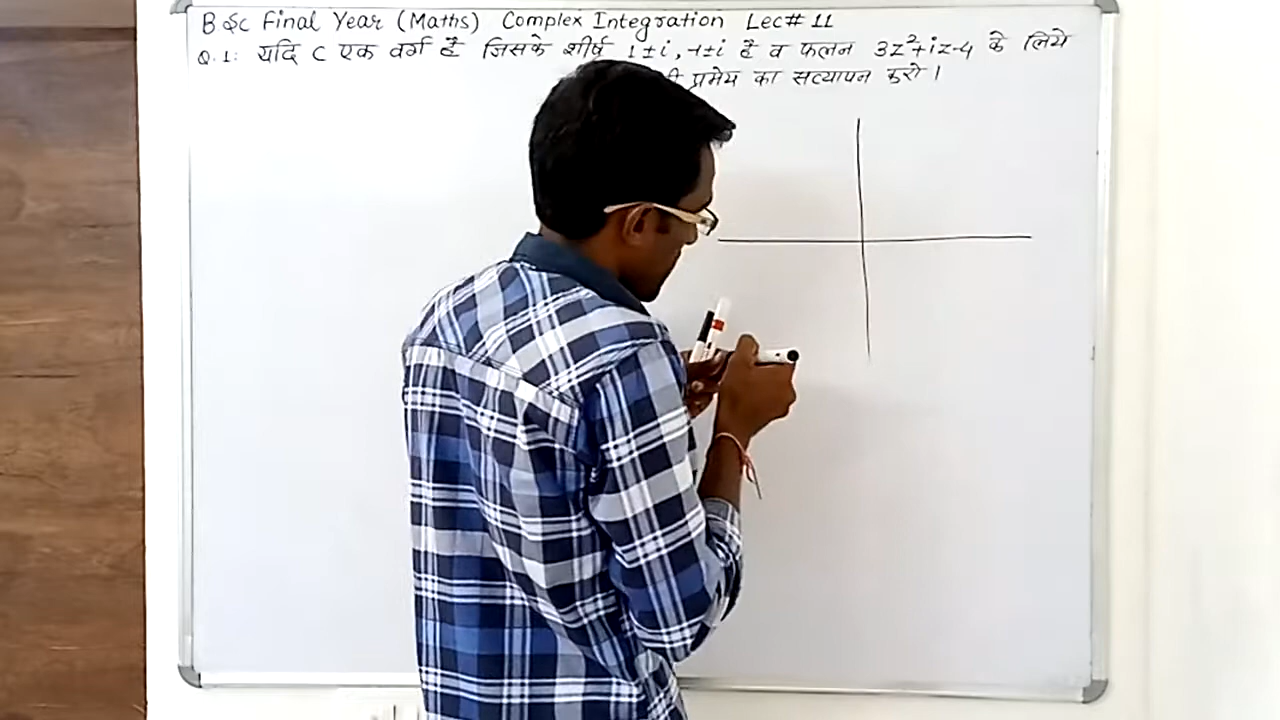 BSc Final Year (Maths) Complex Integration Lec# 11
Q.1: यदि C एक वर्ग है जिसके शीर्ष 1±i, -1±i है व फलन 3z²+iz-4 के लिये
प्रमेय का सत्यापन करो।